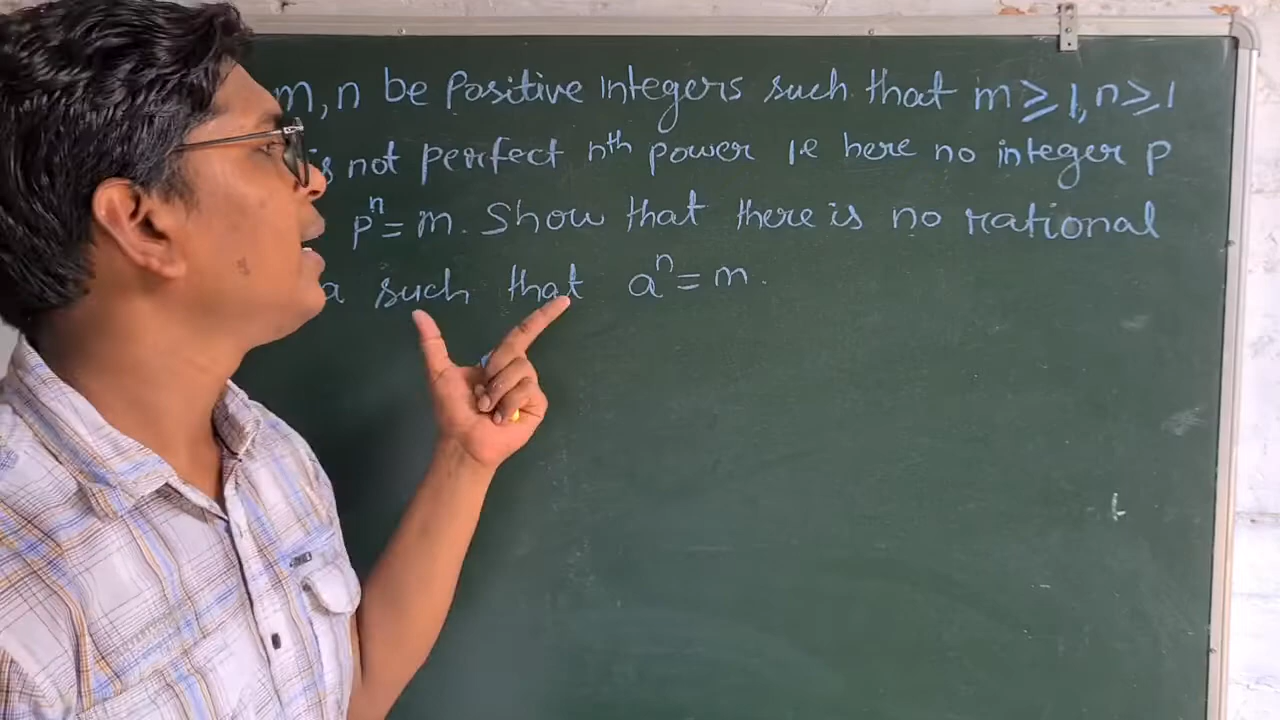 m, n be positive integers such that m ≥ 1, n ≥ 1
is not perfect nth power i.e here no integer p
pⁿ = m. Show that there is no rational
a such that aⁿ = m.